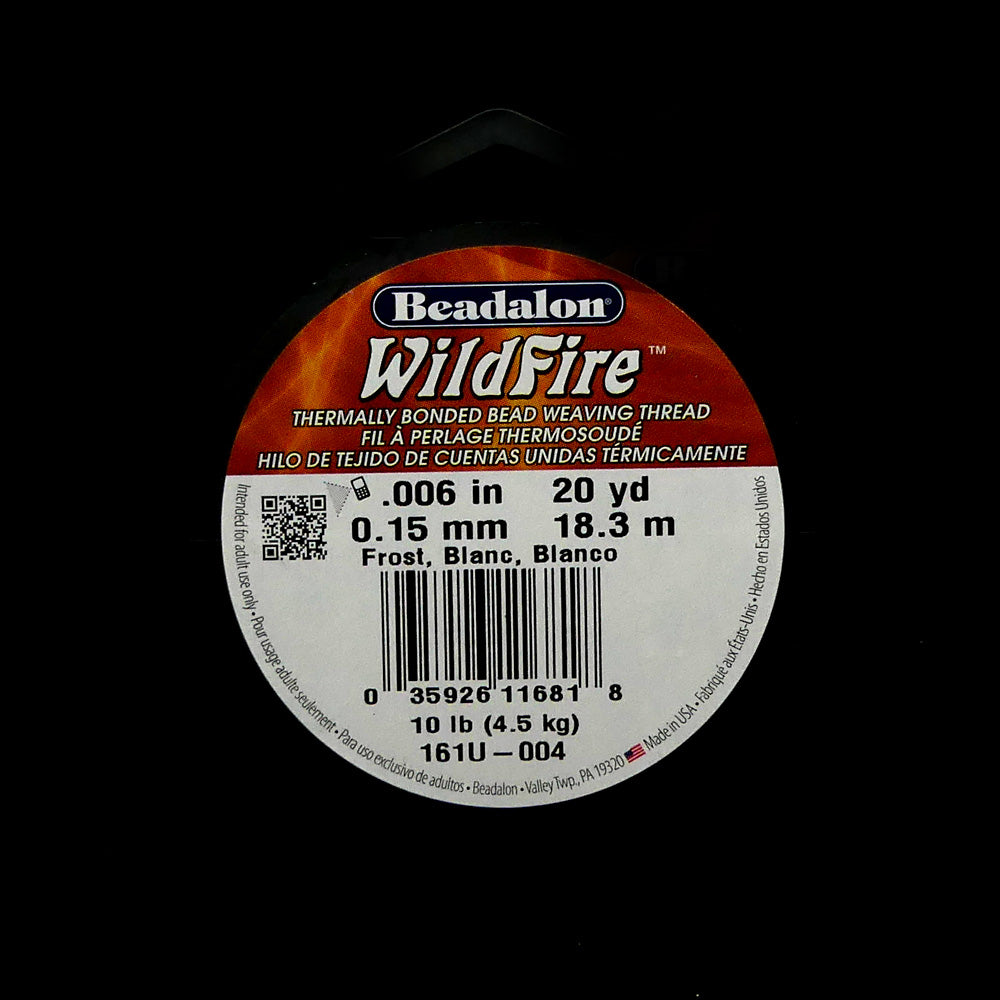 Beadalon®
WildFire™
THERMALLY BONDED BEAD WEAVING THREAD
FIL À PERLAGE THERMOSOUDÉ
HILO DE TEJIDO DE CUENTAS UNIDAS TÉRMICAMENTE
.006 in 20 yd
0.15 mm 18.3 m
Frost, Blanc, Blanco
0 35926 11681 8
10 lb (4.5 kg)
161U-004
Intended for adult use only • Pour usage adulte seulement • Para uso exclusivo de adultos • Beadalon • Valley Twp., PA 19320 Made in USA • Fabriqué aux États-Unis • Hecho en Estados Unidos